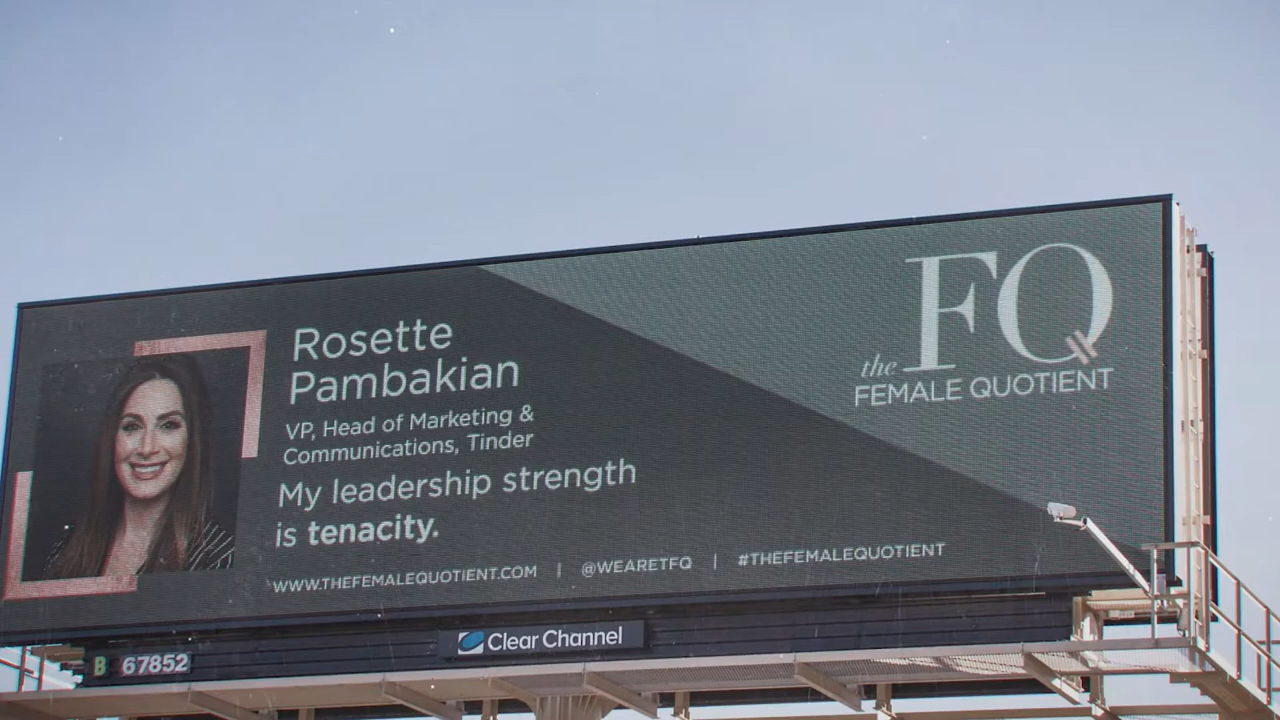 Rosette
Pambakian
VP, Head of Marketing &
Communications, Tinder
My leadership strength
is tenacity.
WWW.THEFEMALEQUOTIENT.COM | @WEARETFQ | #THEFEMALEQUOTIENT
the FQ
FEMALE QUOTIENT
Clear Channel
B 67852